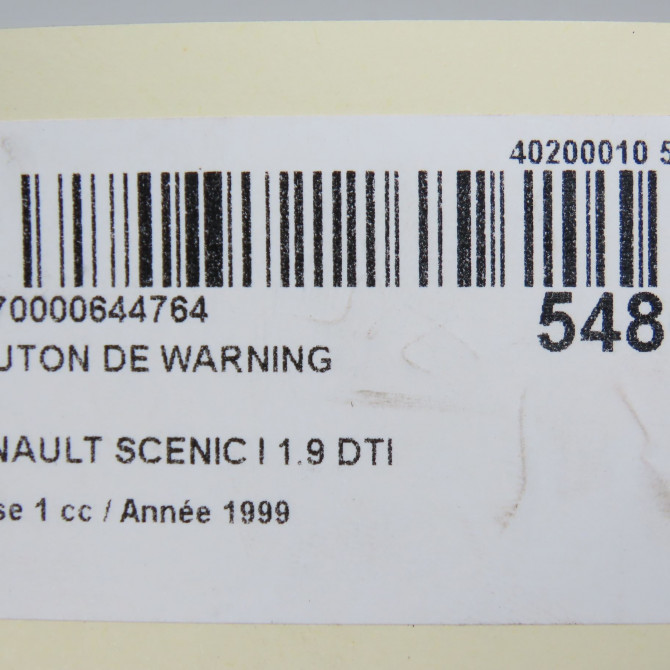 40200010 5
70000644764
548
UTON DE WARNING
NAULT SCENIC I 1.9 DTI
se 1 cc / Année 1999